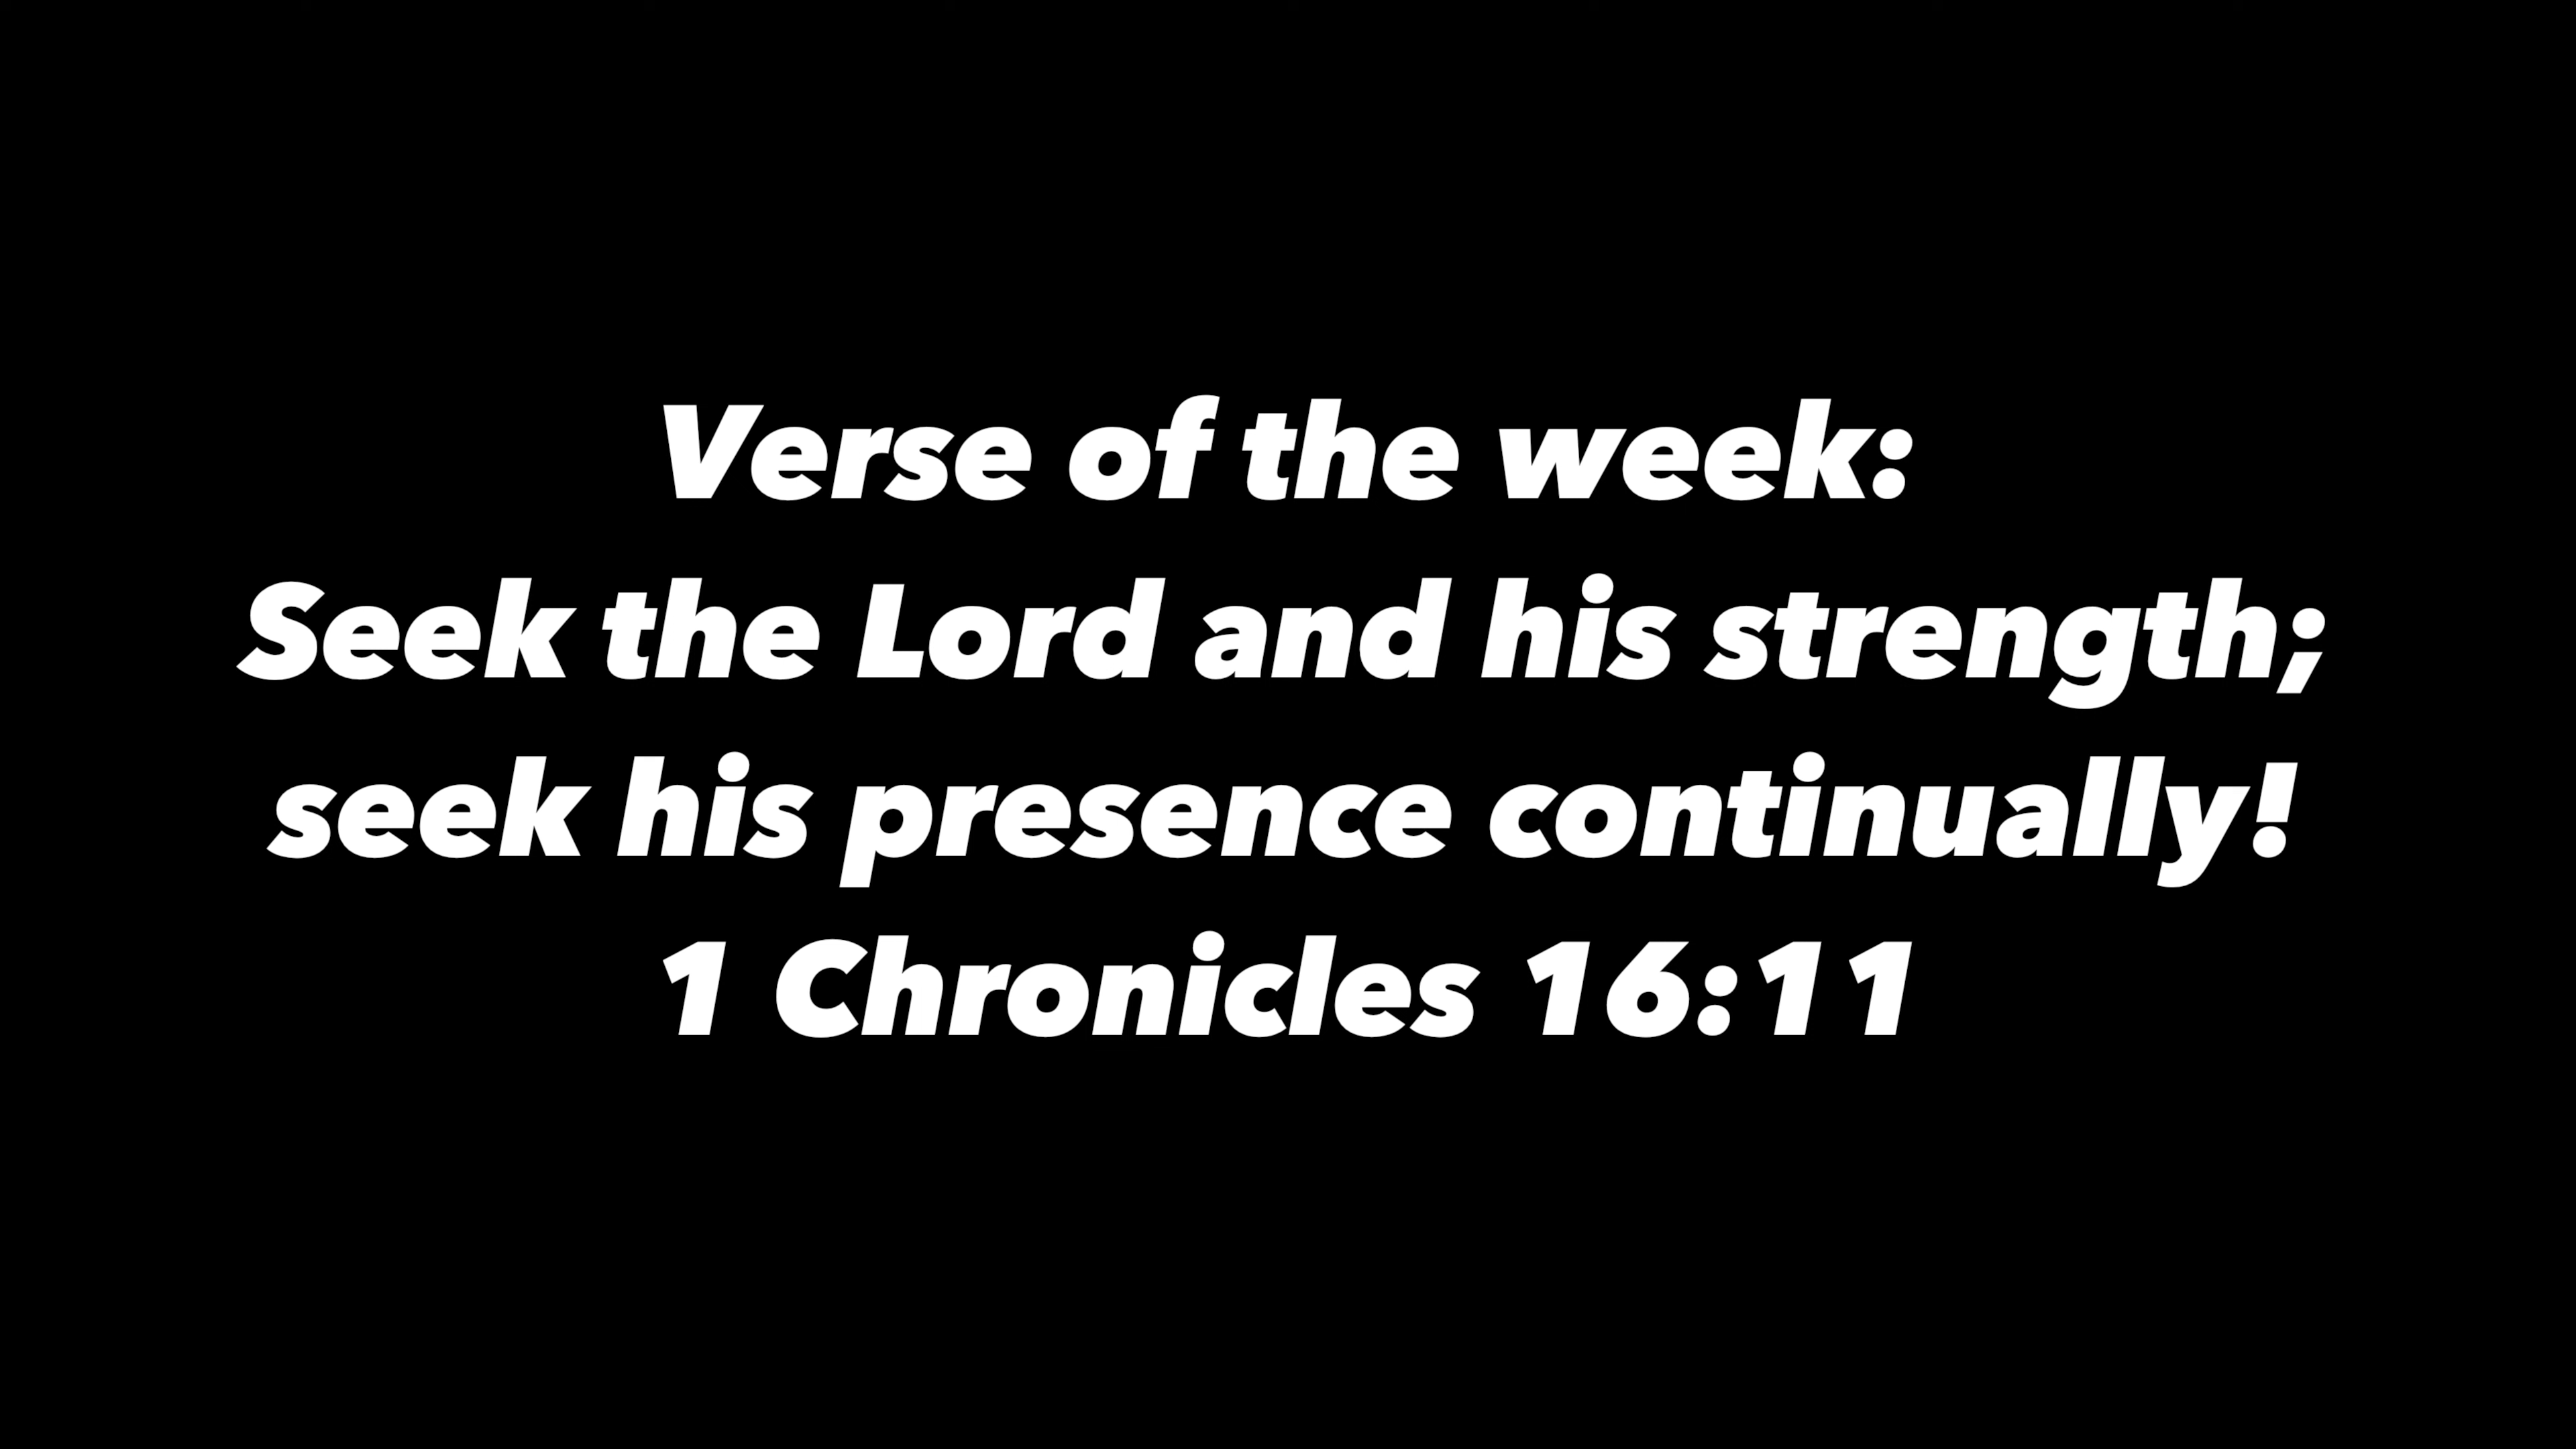 Verse of the week:
Seek the Lord and his strength;
seek his presence continually!
1 Chronicles 16:11